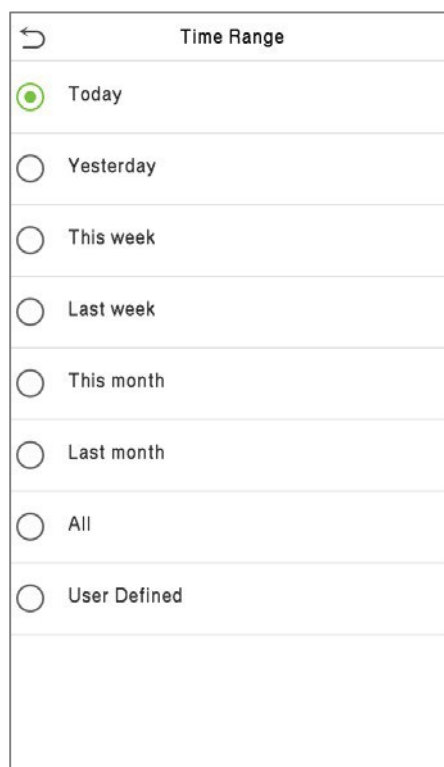 Time Range
Today
Yesterday
This week
Last week
This month
Last month
All
User Defined